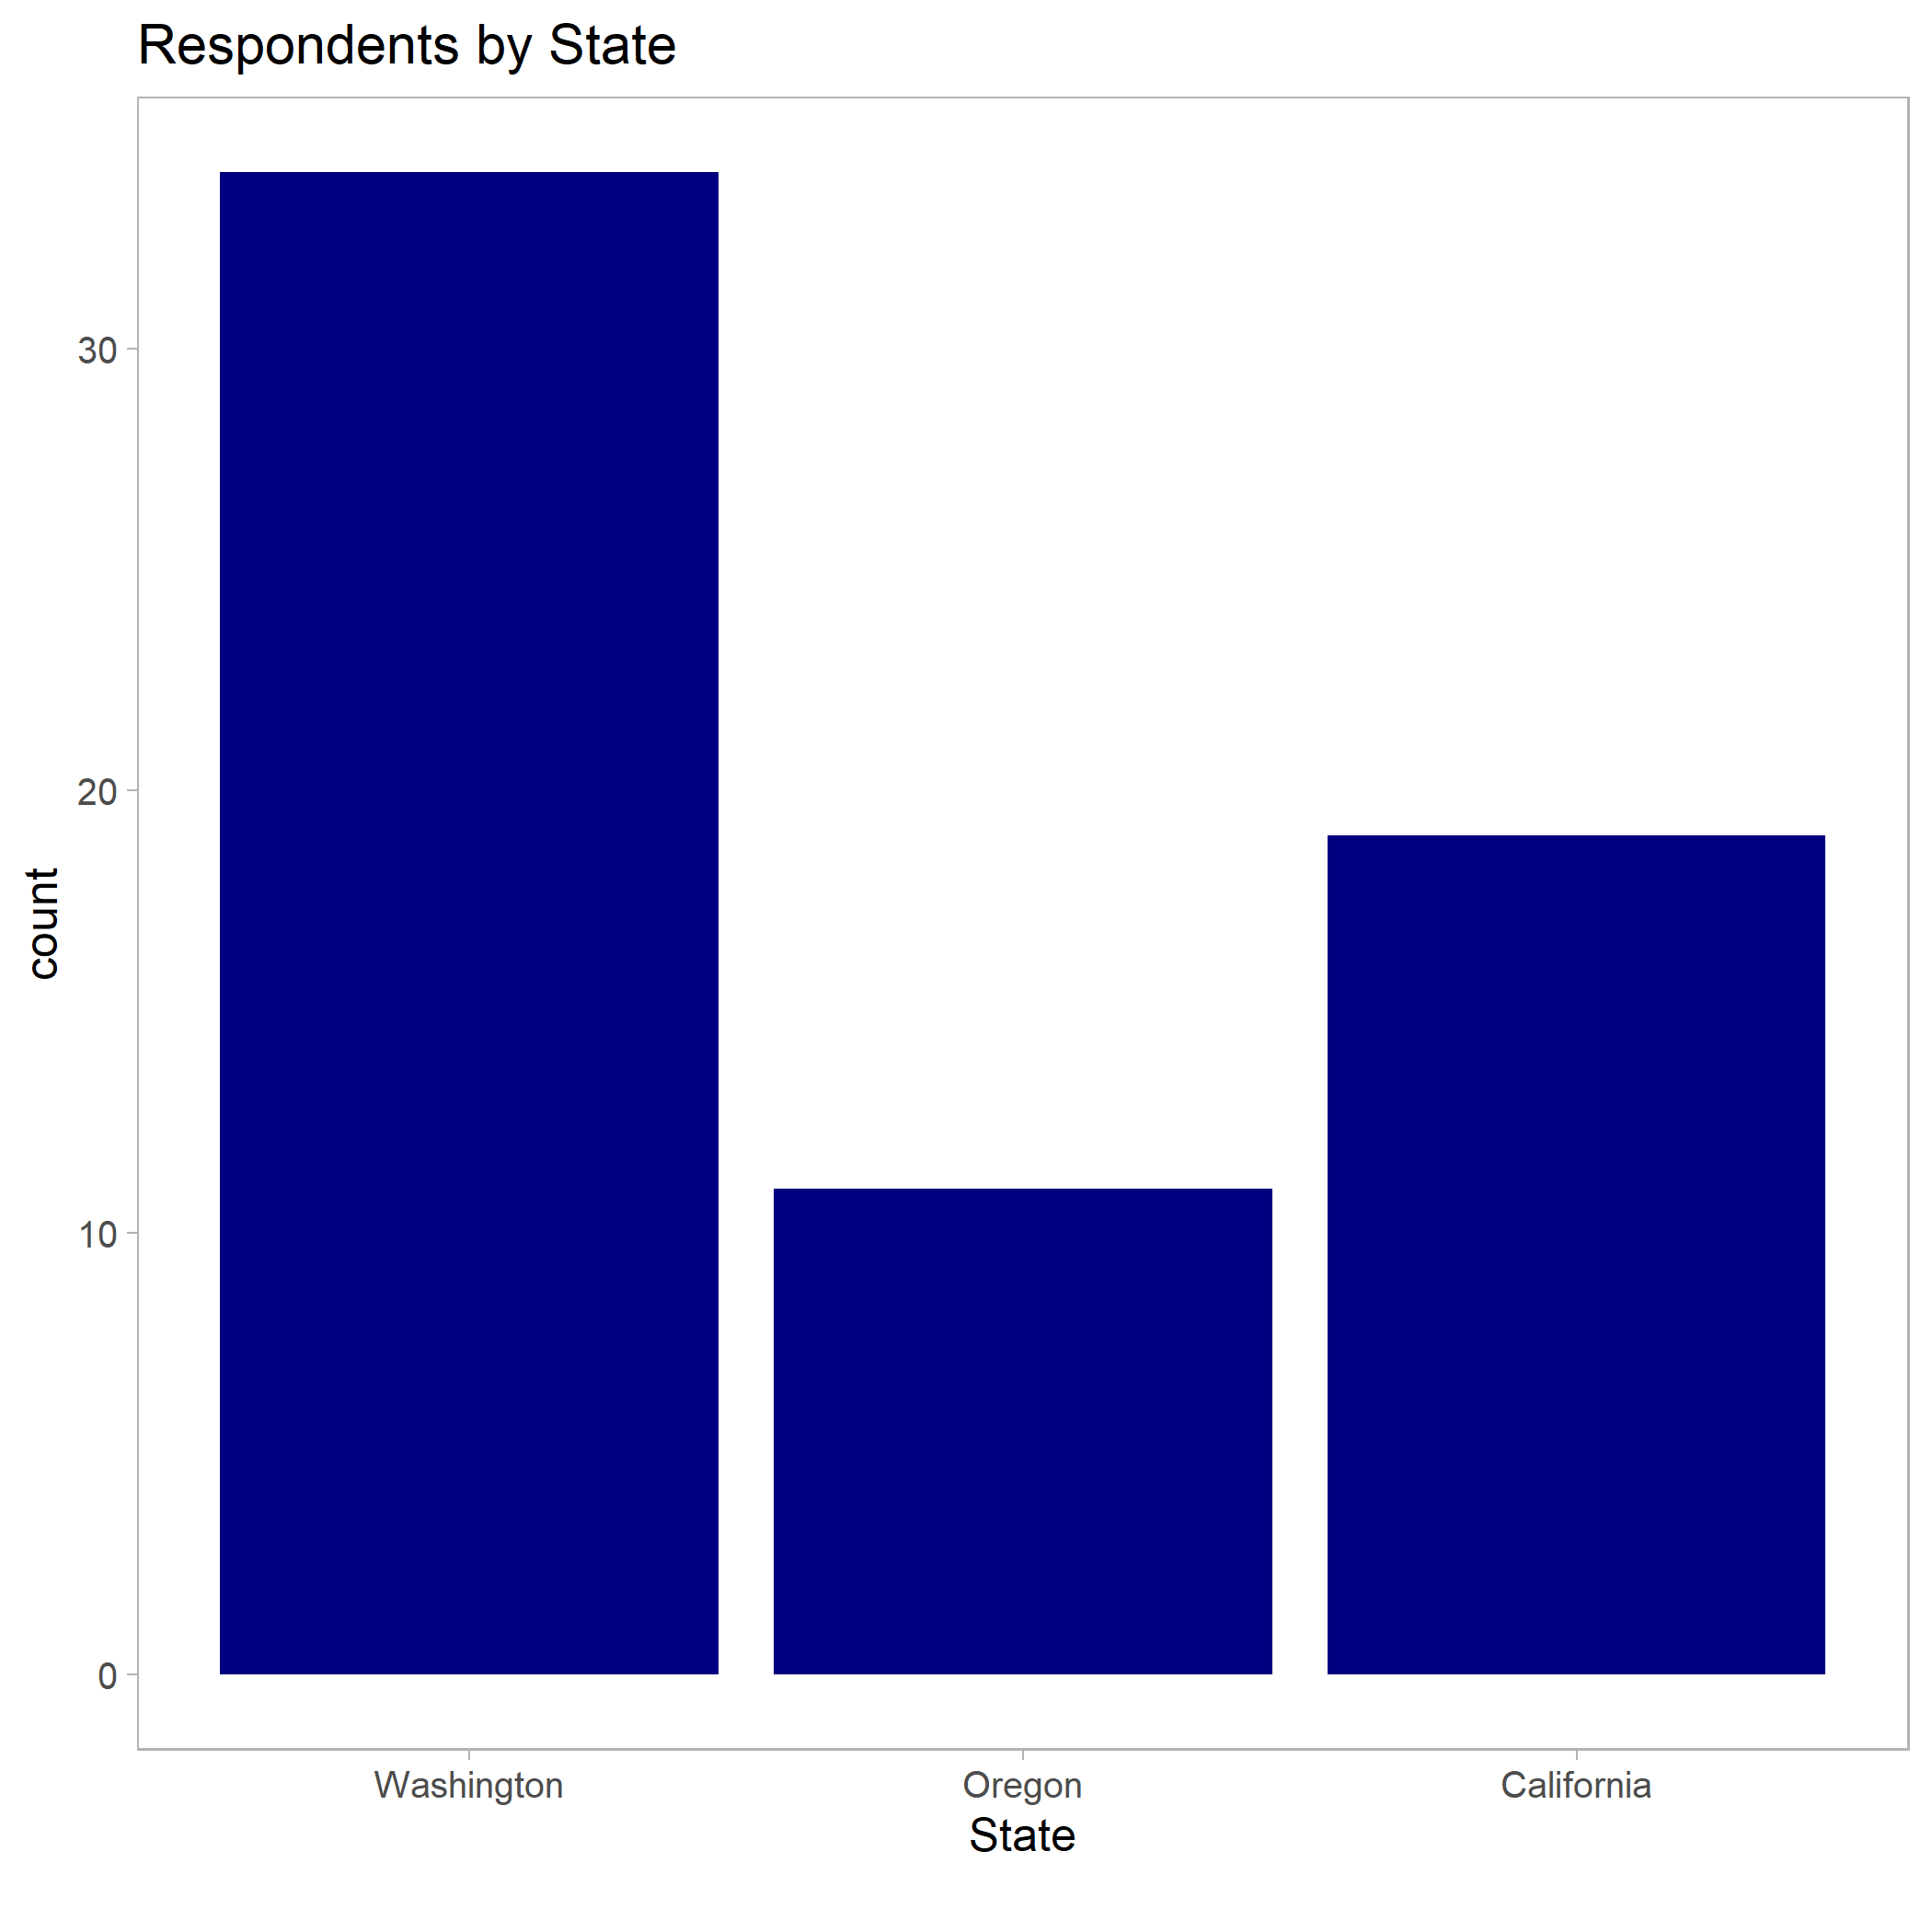 Respondents by State
30
20
10
0
count
Washington
Oregon
California
State